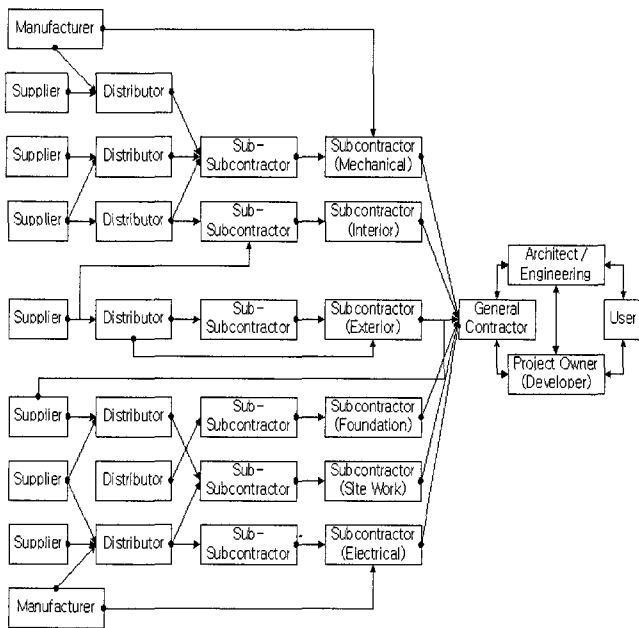 Manufacturer
Supplier
Distributor
Supplier
Distributor
Sub-
Subcontractor
Subcontractor
(Mechanical)
Supplier
Distributor
Sub-
Subcontractor
Subcontractor
(Interior)
Supplier
Distributor
Sub-
Subcontractor
Subcontractor
(Exterior)
General
Contractor
Architect /
Engineering
User
Project Owner
(Developer)
Supplier
Distributor
Sub-
Subcontractor
Subcontractor
(Foundation)
Supplier
Distributor
Sub-
Subcontractor
Subcontractor
(Site Work)
Supplier
Distributor
Sub-
Subcontractor
Subcontractor
(Electrical)
Manufacturer